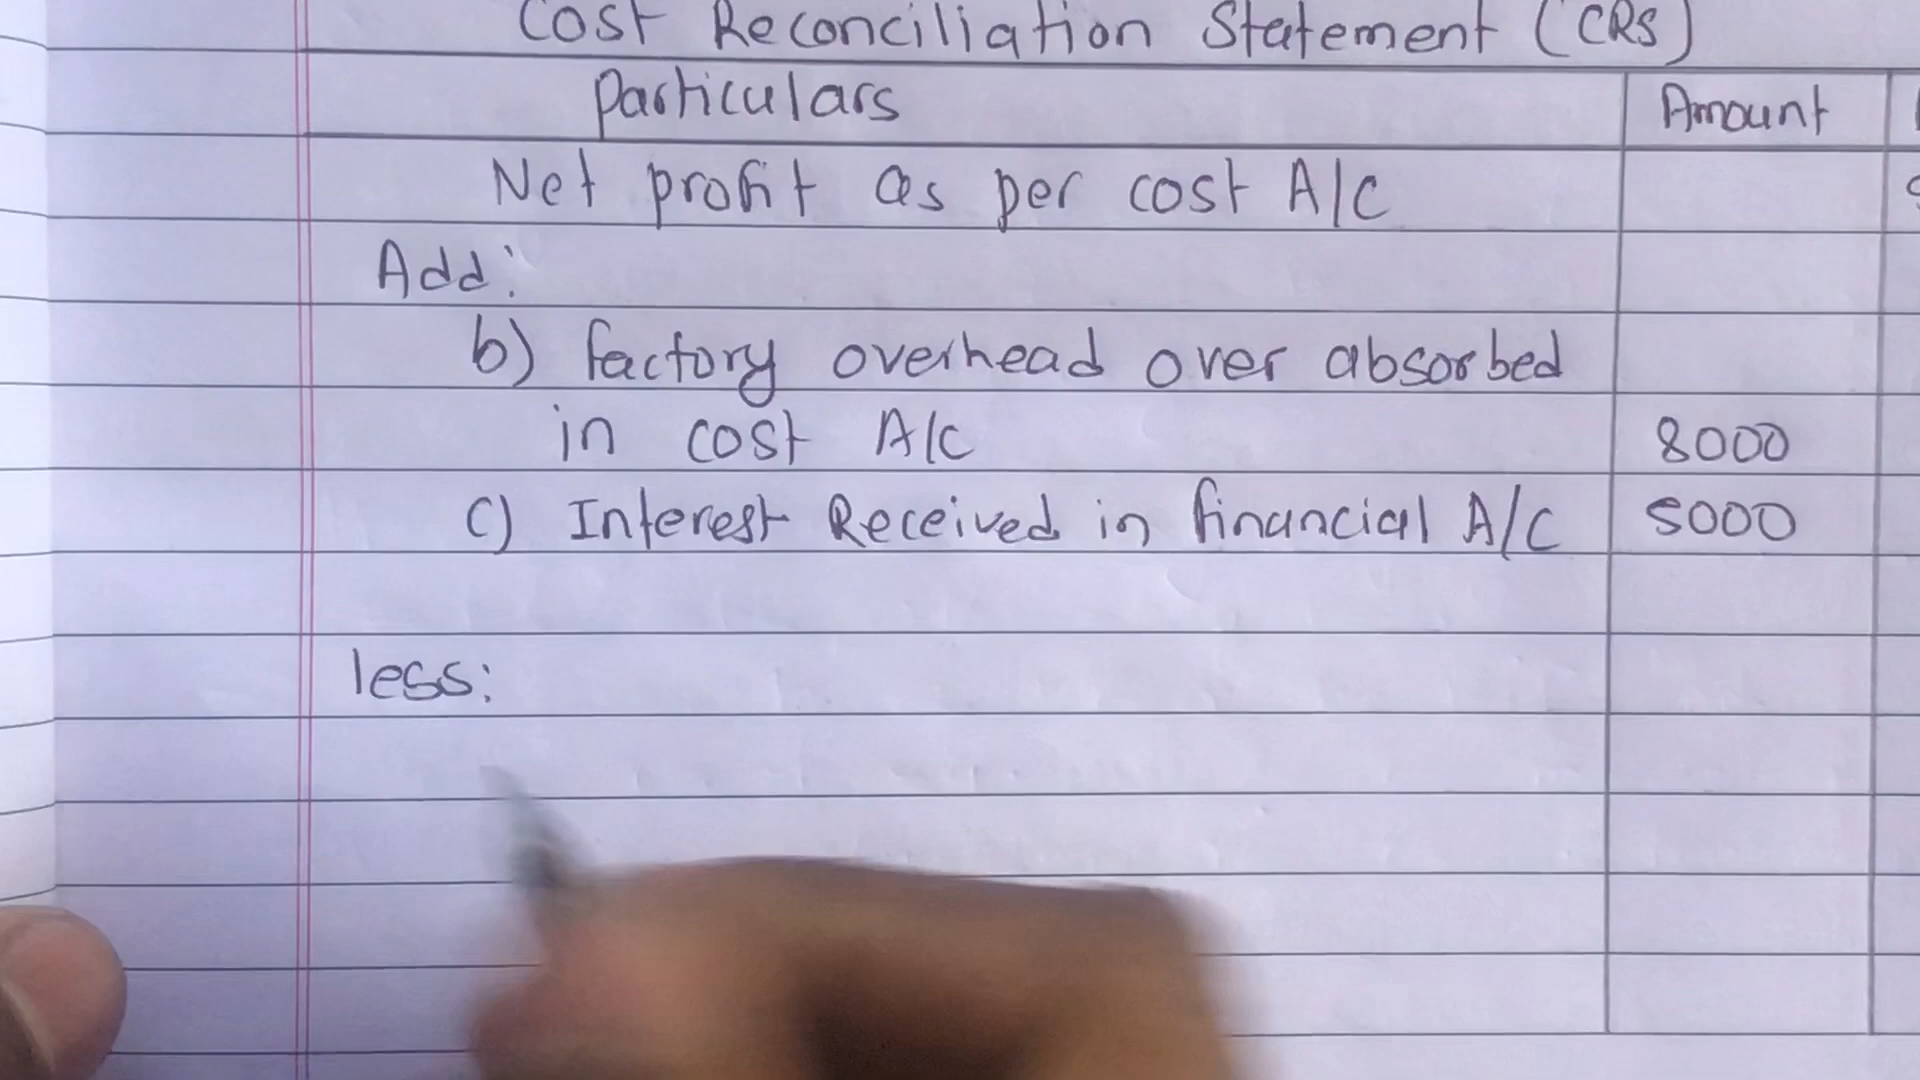 Cost Reconciliation Statement (CRS)
Particulars Amount
Net profit as per cost A/C
Add:
b) factory overhead over absorbed
in cost A/C 8000
c) Interest Received in financial A/C 5000
less: